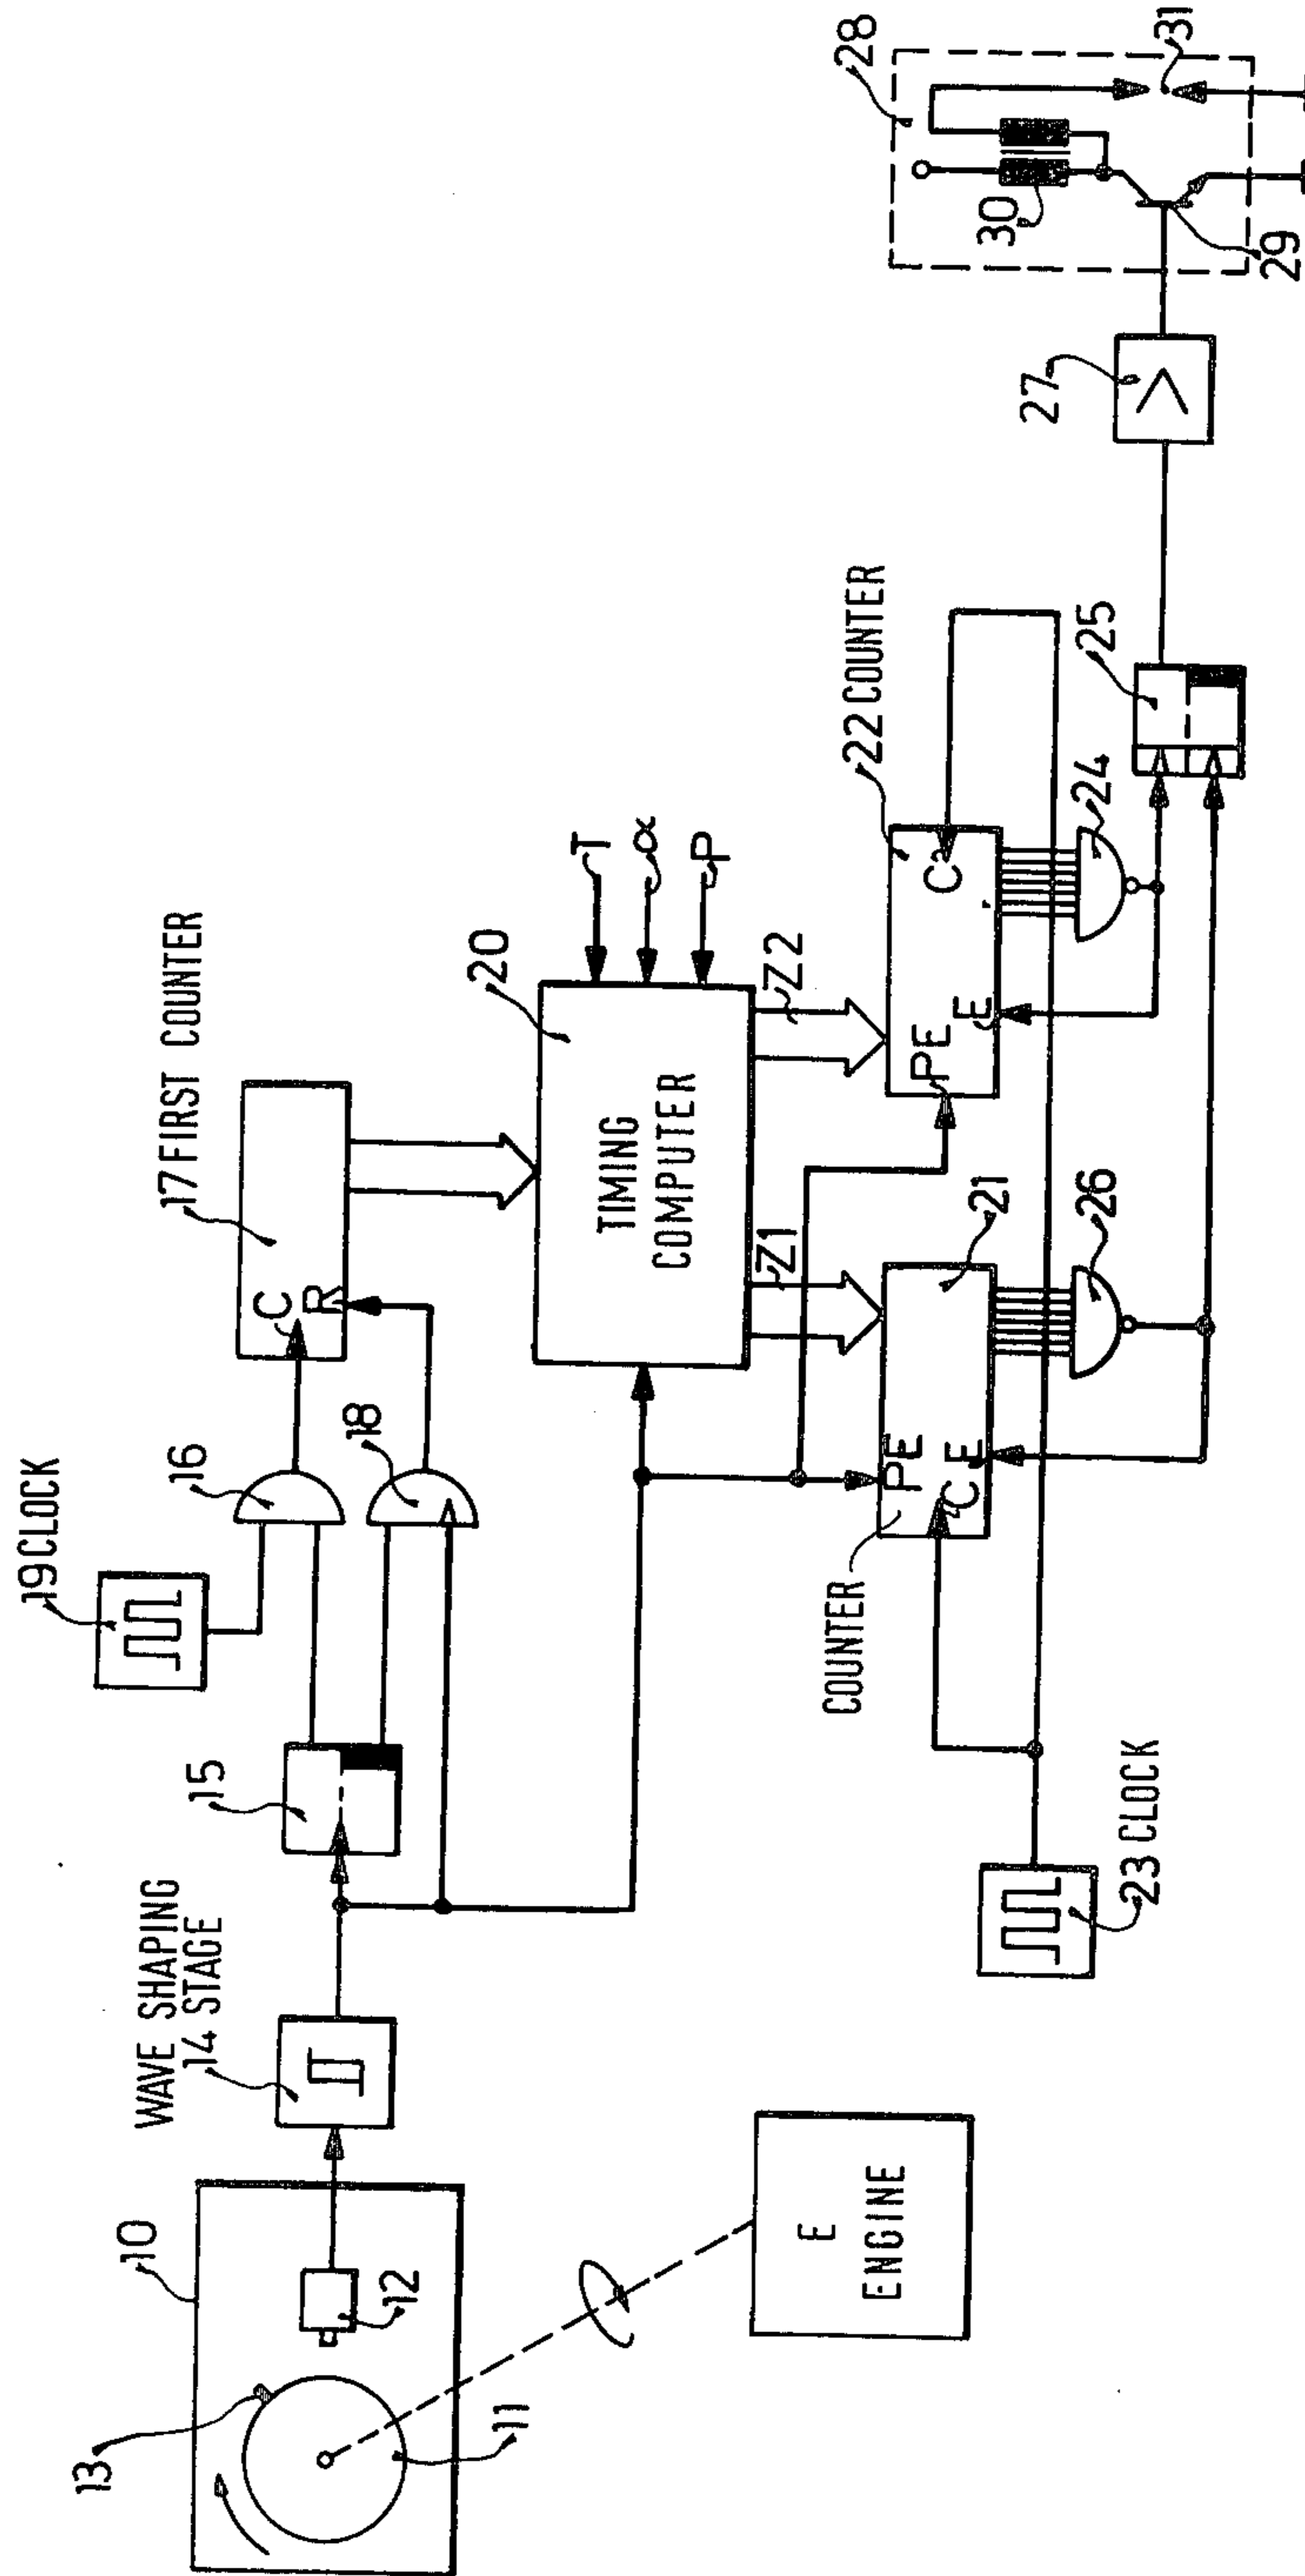 13
10
12
11
WAVE SHAPING
14 STAGE
15
19 CLOCK
16
18
17 FIRST COUNTER
C
R
E
ENGINE
20
TIMING
COMPUTER
T
α
P
Z1
Z2
COUNTER
PE
C
E
21
26
22 COUNTER
PE
E
C
24
23 CLOCK
25
27
28
30
29
31